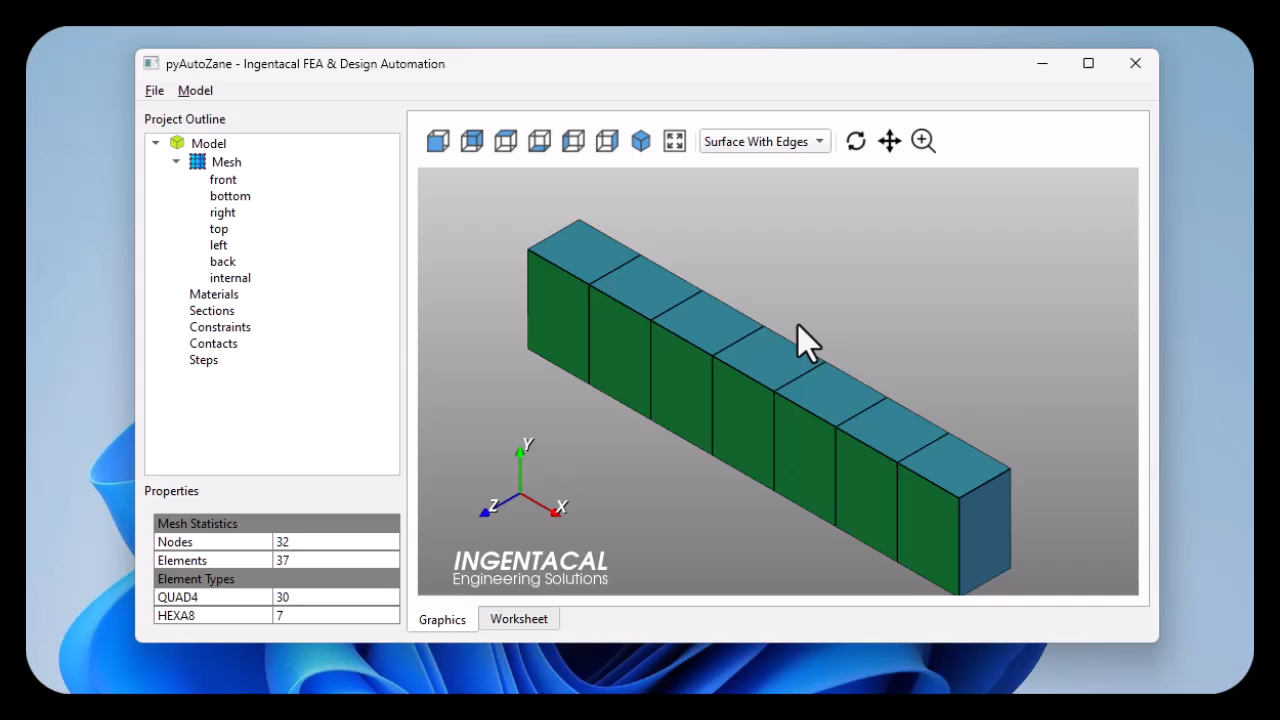 pyAutoZane - Ingentacal FEA & Design Automation
File Model
Project Outline
Model
Mesh
front
bottom
right
top
left
back
internal
Materials
Sections
Constraints
Contacts
Steps
Properties
Mesh Statistics
Nodes 32
Elements 37
Element Types
QUAD4 30
HEXA8 7
Surface With Edges
Y
Z X
INGENTACAL
Engineering Solutions
Graphics Worksheet